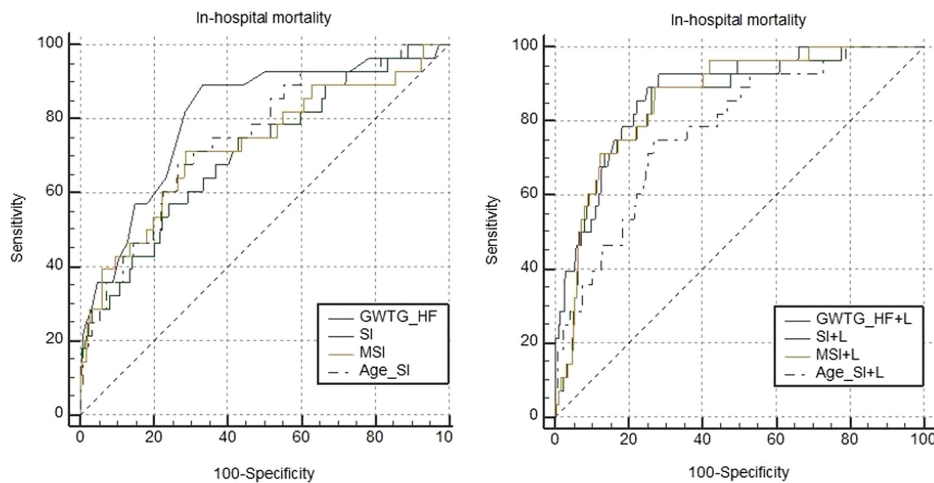 In-hospital mortality
100
80
60
40
20
0
Sensitivity
GWTG_HF
SI
MSI
Age_SI
0 20 40 60 80 10
100-Specificity
In-hospital mortality
100
80
60
40
20
0
Sensitivity
GWTG_HF+L
SI+L
MSI+L
Age_SI+L
0 20 40 60 80 100
100-Specificity